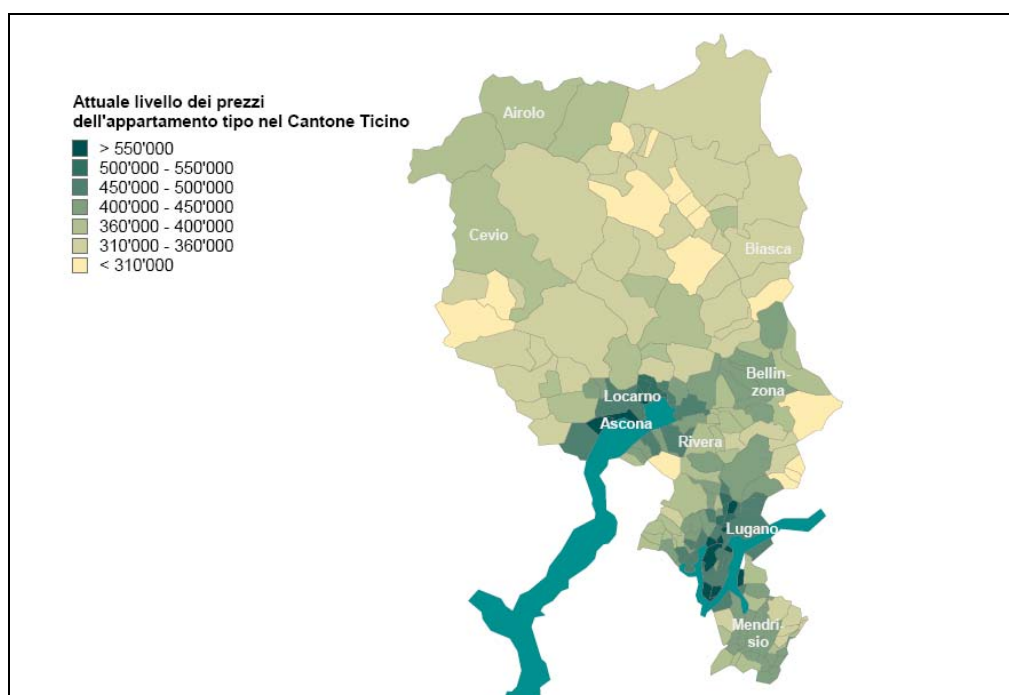 Attuale livello dei prezzi
dell'appartamento tipo nel Cantone Ticino
> 550'000
500'000 - 550'000
450'000 - 500'000
400'000 - 450'000
360'000 - 400'000
310'000 - 360'000
< 310'000
Airolo
Cevio
Biasca
Bellin-
zona
Locarno
Ascona
Rivera
Lugano
Mendri-
sio